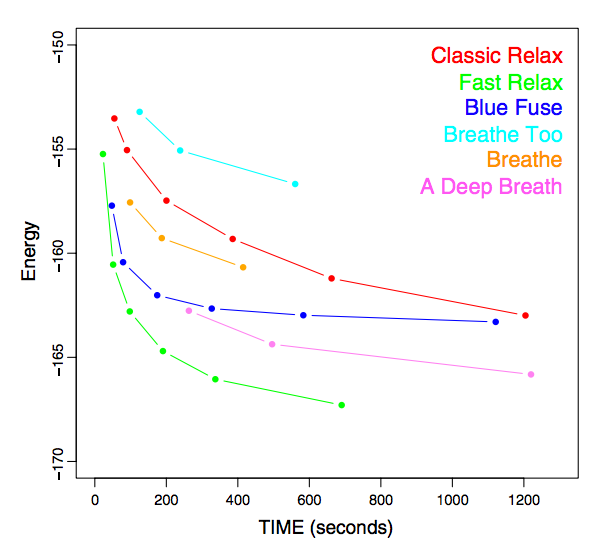 Classic Relax
Fast Relax
Blue Fuse
Breathe Too
Breathe
A Deep Breath
Energy
-150
-155
-160
-165
-170
0 200 400 600 800 1000 1200
TIME (seconds)